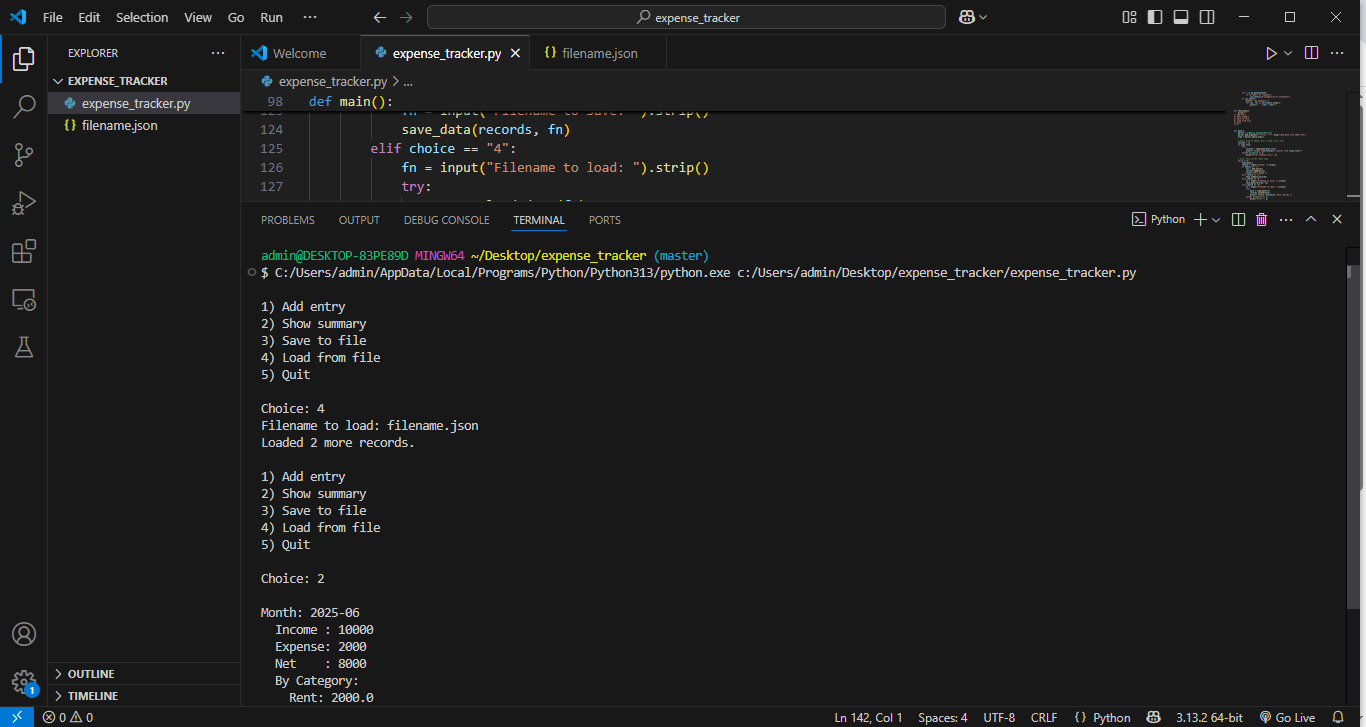 File Edit Selection View Go Run ··· expense_tracker
EXPLORER ···
EXPENSE_TRACKER
expense_tracker.py
{} filename.json
OUTLINE
TIMELINE
Welcome expense_tracker.py {} filename.json
expense_tracker.py > ...
98 def main():
fn = input("Filename to save: ").strip()
124 save_data(records, fn)
125 elif choice == "4":
126 fn = input("Filename to load: ").strip()
127 try:
PROBLEMS OUTPUT DEBUG CONSOLE TERMINAL PORTS Python
admin@DESKTOP-83PE89D MINGW64 ~/Desktop/expense_tracker (master)
$ C:/Users/admin/AppData/Local/Programs/Python/Python313/python.exe c:/Users/admin/Desktop/expense_tracker/expense_tracker.py
1) Add entry
2) Show summary
3) Save to file
4) Load from file
5) Quit
Choice: 4
Filename to load: filename.json
Loaded 2 more records.
1) Add entry
2) Show summary
3) Save to file
4) Load from file
5) Quit
Choice: 2
Month: 2025-06
Income : 10000
Expense: 2000
Net : 8000
By Category:
Rent: 2000.0
1
0 0 Ln 142, Col 1 Spaces: 4 UTF-8 CRLF {} Python 3.13.2 64-bit Go Live